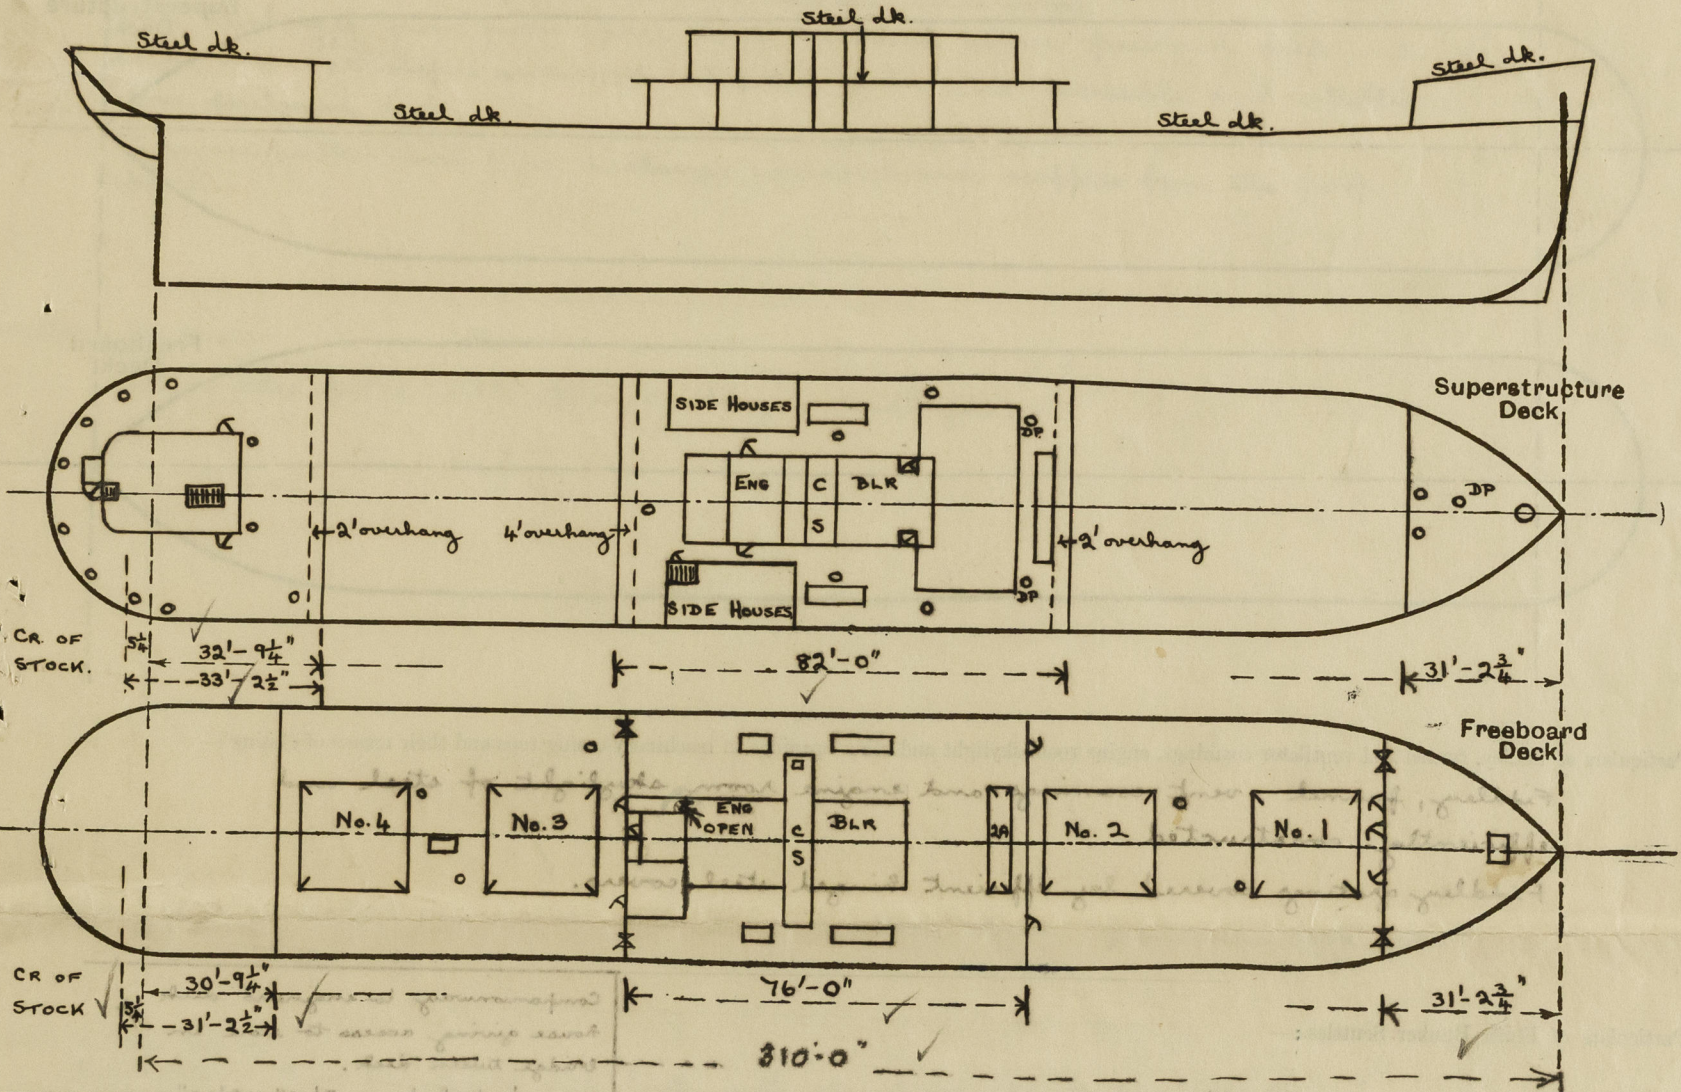 Steel dk.
Steel dk.
Steel dk.
Steel dk.
Steel dk.
Superstructure
Deck
SIDE HOUSES
DP
ENG
C
S
BLR
DP
2' overhang
4' overhang
2' overhang
SIDE HOUSES
DP
CR. OF
STOCK.
5¼
32'-9¼"
33'-2½"
82'-0"
31'-2¾"
Freeboard
Deck
No. 4
No. 3
ENG
OPEN
C
S
BLR
2A
No. 2
No. 1
CR OF
STOCK
5¼
30'-9¼"
31'-2½"
76'-0"
31'-2¾"
310'-0"